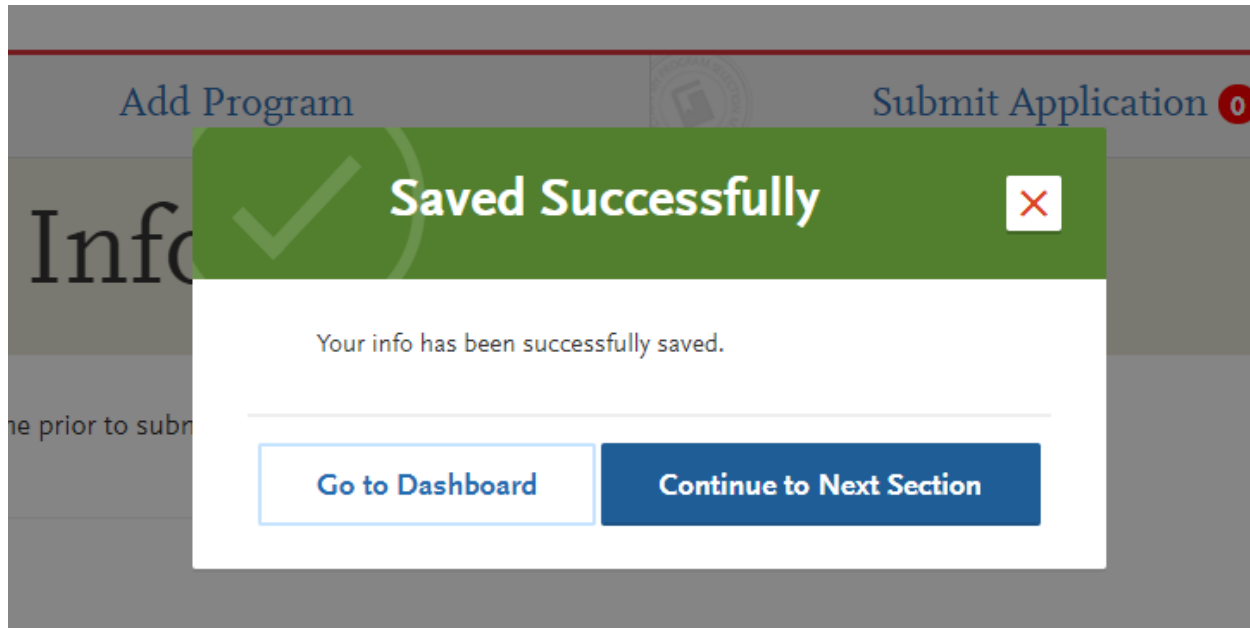 Add Program
Submit Application 0
Saved Successfully
Info
Your info has been successfully saved.
prior to subm
Go to Dashboard
Continue to Next Section